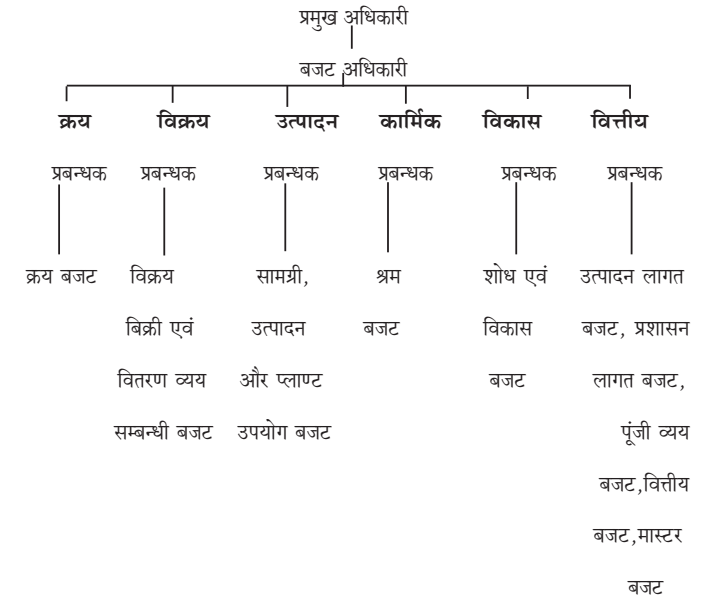 प्रमुख अधिकारी
बजट अधिकारी
क्रय विक्रय उत्पादन कार्मिक विकास वित्तीय
प्रबन्धक प्रबन्धक प्रबन्धक प्रबन्धक प्रबन्धक प्रबन्धक
क्रय बजट विक्रय सामग्री, श्रम शोध एवं उत्पादन लागत
बिक्री एवं उत्पादन बजट विकास बजट, प्रशासन
वितरण व्यय और प्लाण्ट बजट लागत बजट,
सम्बन्धी बजट उपयोग बजट पूंजी व्यय
बजट,वित्तीय
बजट,मास्टर
बजट